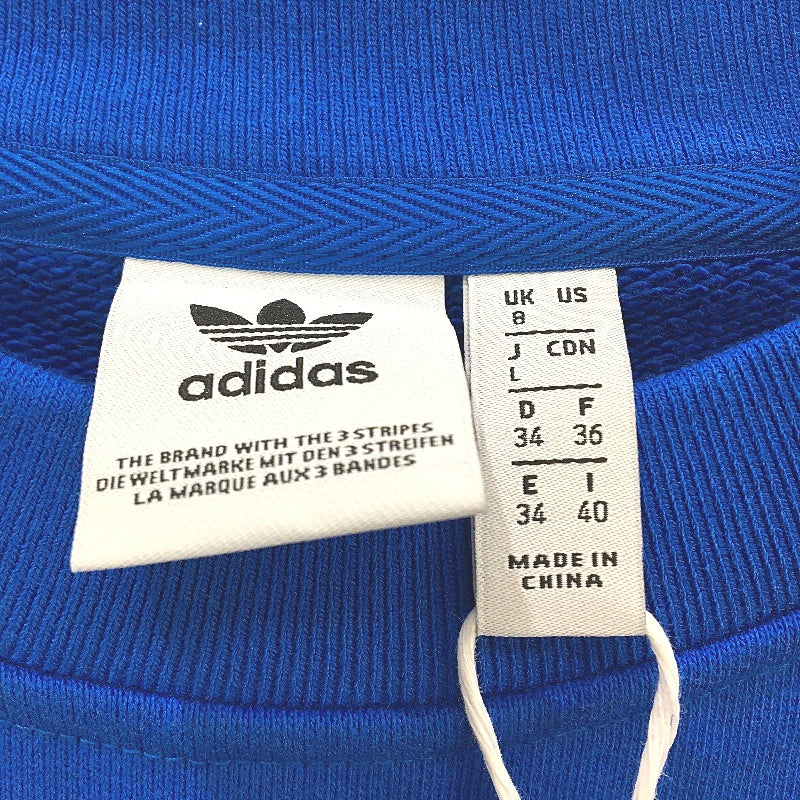 adidas
THE BRAND WITH THE 3 STRIPES
DIE WELTMARKE MIT DEN 3 STREIFEN
LA MARQUE AUX 3 BANDES
UK US
8
J CDN
L
D F
34 36
E I
34 40
MADE IN
CHINA